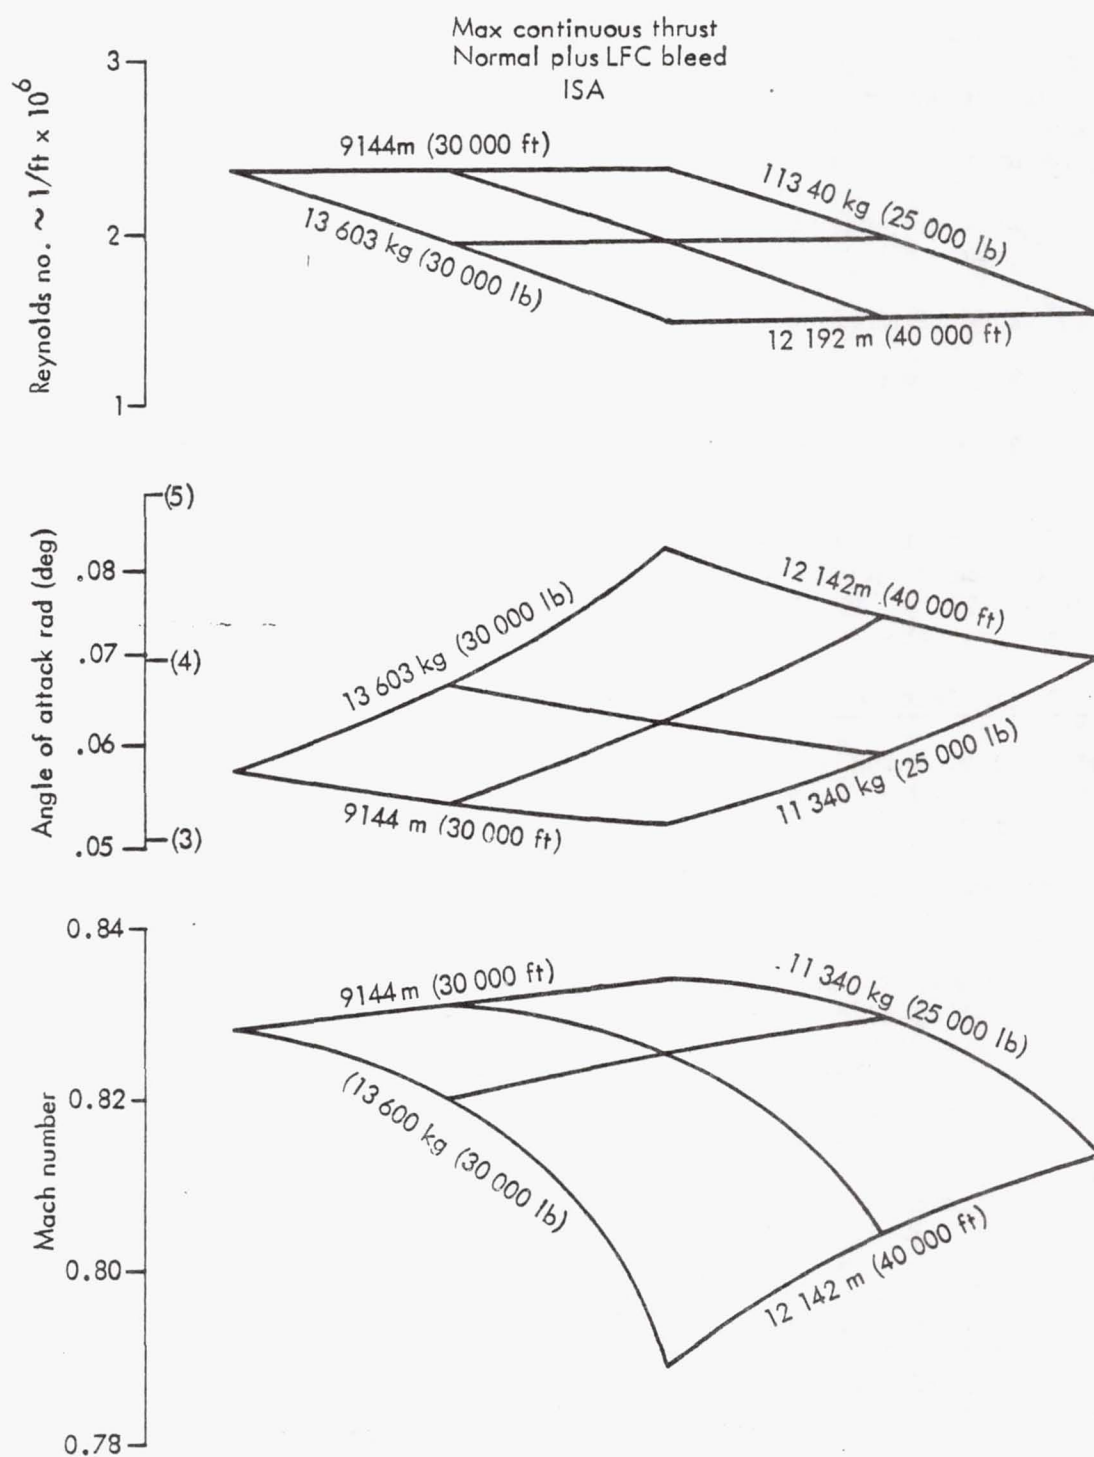 Max continuous thrust
Normal plus LFC bleed
ISA
Reynolds no. ~ 1/ft x 10⁶
3
2
1
9144m (30 000 ft)
113 40 kg (25 000 lb)
13 603 kg (30 000 lb)
12 192 m (40 000 ft)
Angle of attack rad (deg)
(5)
.08
.07
(4)
.06
.05
(3)
12 142m (40 000 ft)
13 603 kg (30 000 lb)
11 340 kg (25 000 lb)
9144 m (30 000 ft)
Mach number
0.84
0.82
0.80
0.78
9144m (30 000 ft)
11 340 kg (25 000 lb)
(13 600 kg (30 000 lb)
12 142 m (40 000 ft)